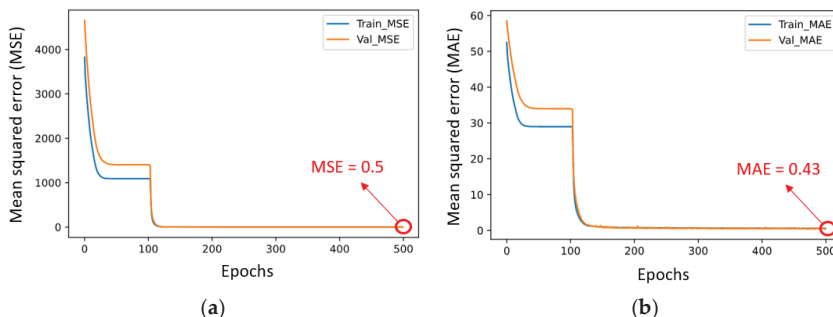 Mean squared error (MSE)
4000
3000
2000
1000
0
Train_MSE
Val_MSE
MSE = 0.5
0 100 200 300 400 500
Epochs
(a)
Mean squared error (MAE)
60
50
40
30
20
10
0
Train_MAE
Val_MAE
MAE = 0.43
0 100 200 300 400 500
Epochs
(b)